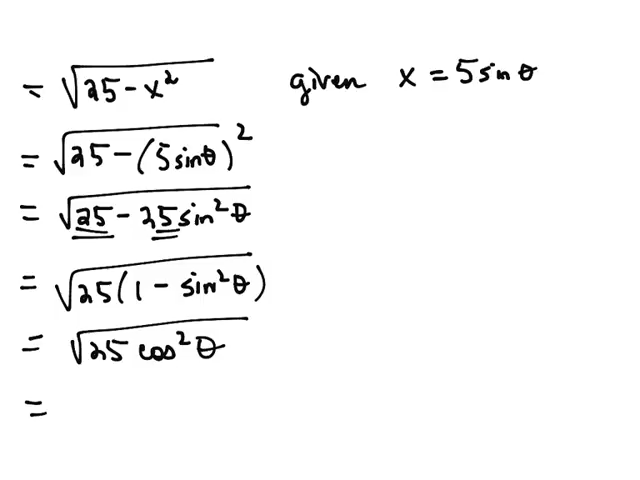 = √25 - x² given x = 5 sin θ
= √25 - (5 sin θ)²
= √25 - 25 sin² θ
= √25(1 - sin² θ)
= √25 cos² θ
=